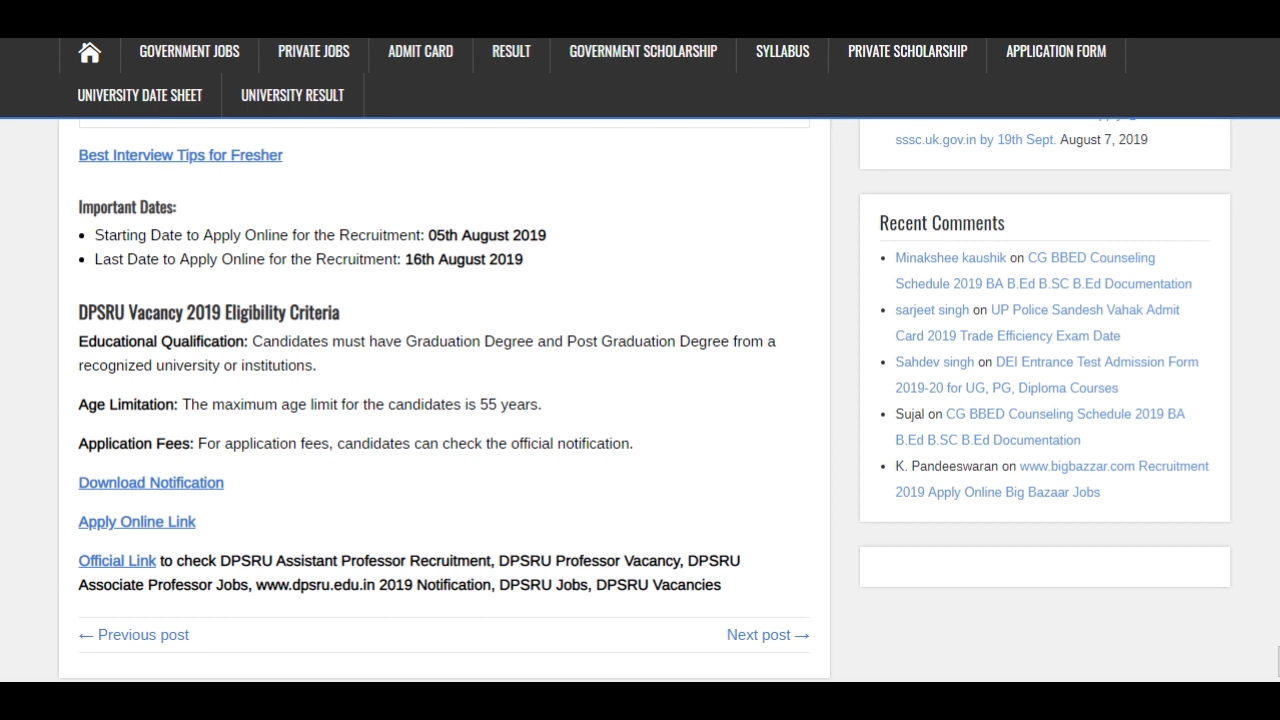 GOVERNMENT JOBS PRIVATE JOBS ADMIT CARD RESULT GOVERNMENT SCHOLARSHIP SYLLABUS PRIVATE SCHOLARSHIP APPLICATION FORM
UNIVERSITY DATE SHEET UNIVERSITY RESULT
Best Interview Tips for Fresher
Important Dates:
• Starting Date to Apply Online for the Recruitment: 05th August 2019
• Last Date to Apply Online for the Recruitment: 16th August 2019
DPSRU Vacancy 2019 Eligibility Criteria
Educational Qualification: Candidates must have Graduation Degree and Post Graduation Degree from a
recognized university or institutions.
Age Limitation: The maximum age limit for the candidates is 55 years.
Application Fees: For application fees, candidates can check the official notification.
Download Notification
Apply Online Link
Official Link to check DPSRU Assistant Professor Recruitment, DPSRU Professor Vacancy, DPSRU
Associate Professor Jobs, www.dpsru.edu.in 2019 Notification, DPSRU Jobs, DPSRU Vacancies
← Previous post
Next post →
sssc.uk.gov.in by 19th Sept. August 7, 2019
Recent Comments
• Minakshee kaushik on CG BBED Counseling
Schedule 2019 BA B.Ed B.SC B.Ed Documentation
• sarjeet singh on UP Police Sandesh Vahak Admit
Card 2019 Trade Efficiency Exam Date
• Sahdev singh on DEI Entrance Test Admission Form
2019-20 for UG, PG, Diploma Courses
• Sujal on CG BBED Counseling Schedule 2019 BA
B.Ed B.SC B.Ed Documentation
• K. Pandeeswaran on www.bigbazzar.com Recruitment
2019 Apply Online Big Bazaar Jobs